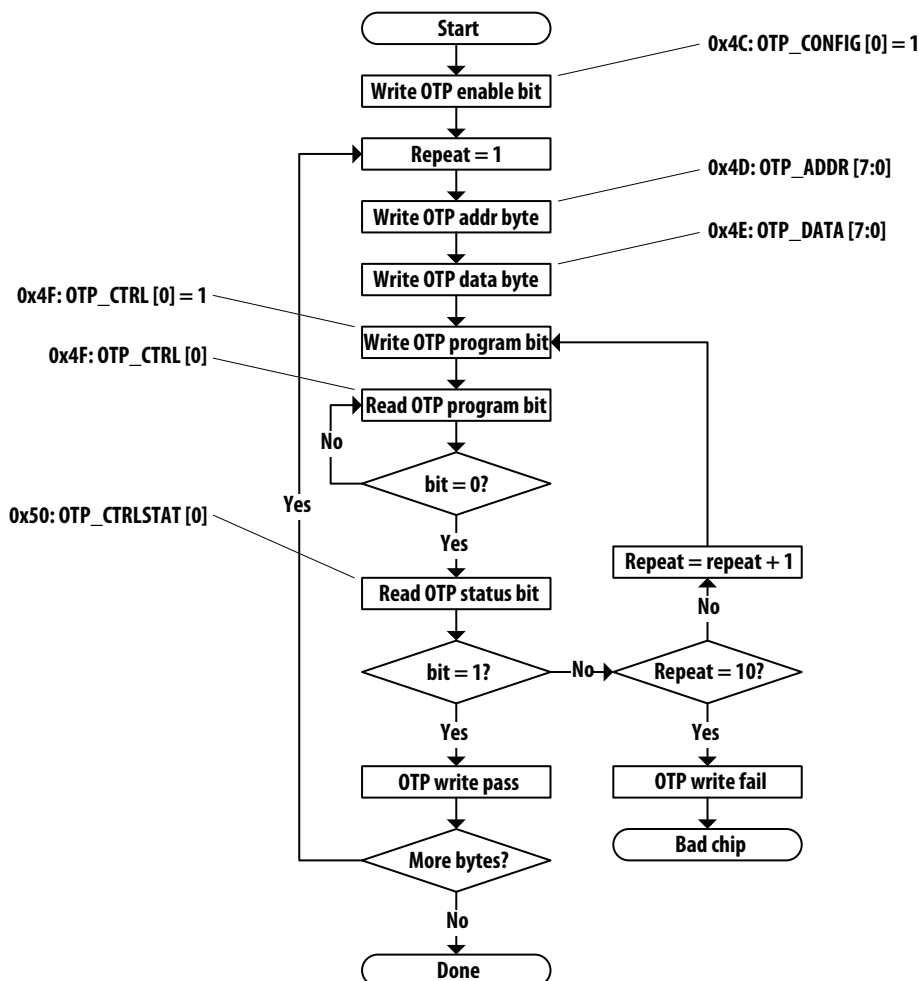 Start
0x4C: OTP_CONFIG [0] = 1
Write OTP enable bit
Repeat = 1
0x4D: OTP_ADDR [7:0]
Write OTP addr byte
0x4E: OTP_DATA [7:0]
Write OTP data byte
0x4F: OTP_CTRL [0] = 1
Write OTP program bit
0x4F: OTP_CTRL [0]
Read OTP program bit
No
bit = 0?
Yes
0x50: OTP_CTRLSTAT [0]
Yes
Repeat = repeat + 1
Read OTP status bit
No
bit = 1?
No
Repeat = 10?
Yes
Yes
OTP write pass
OTP write fail
More bytes?
Bad chip
No
Done